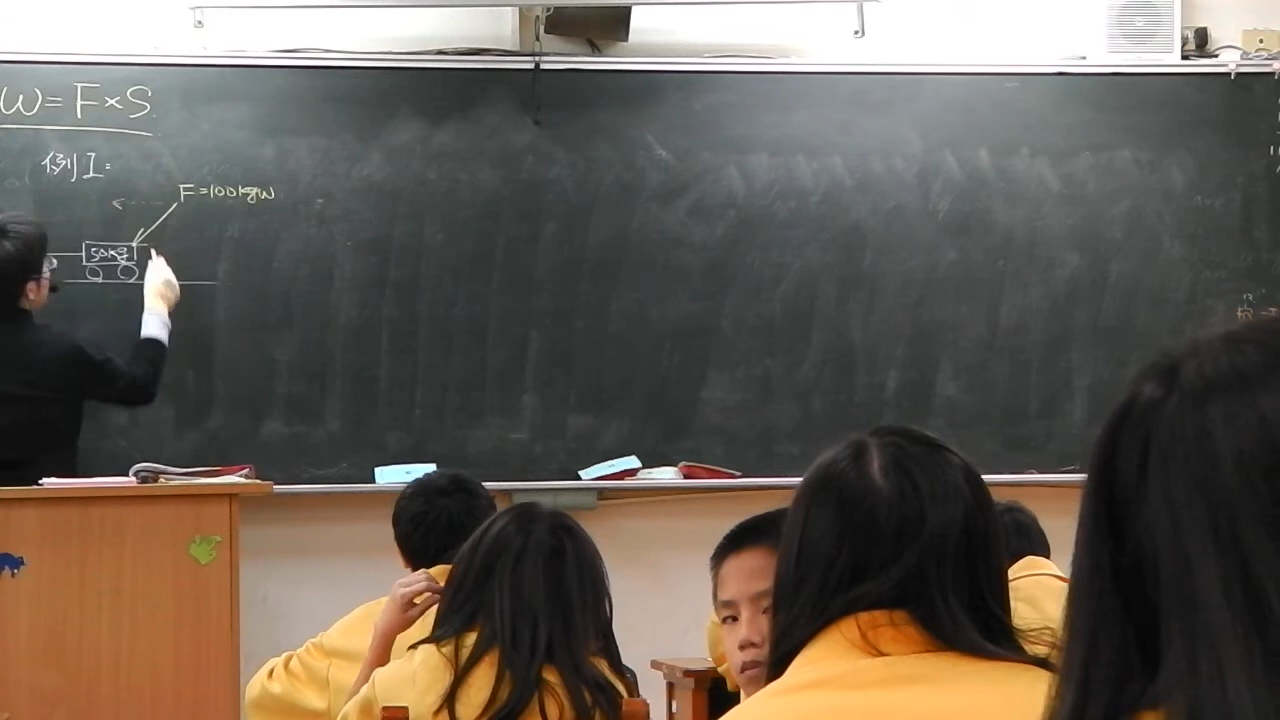 W = F×S
例I:
F=100kgw
50kg